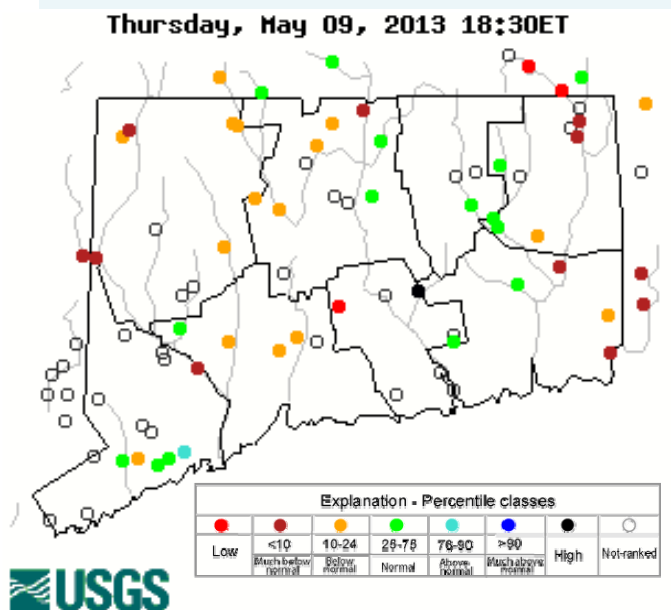 Thursday, May 09, 2013 18:30ET
Explanation - Percentile classes
Low <10 10-24 25-75 76-90 >90 High Not-ranked
Much below normal Below normal Normal Above normal Much above normal
USGS